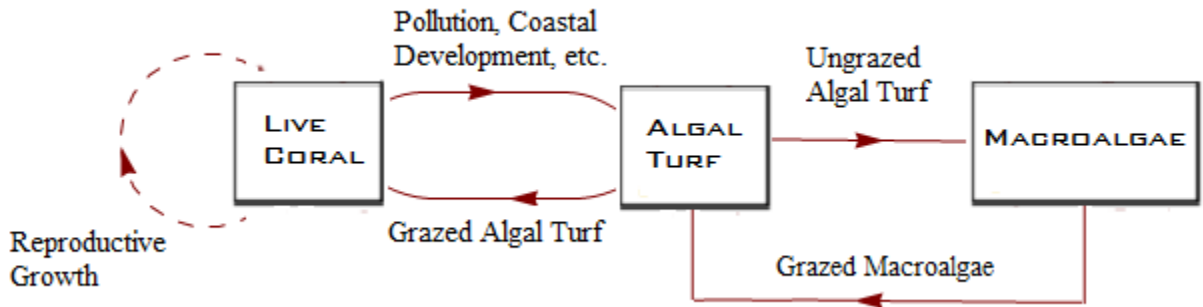 Pollution, Coastal
Development, etc.
Ungrazed
Algal Turf
LIVE
CORAL
ALGAL
TURF
MACROALGAE
Grazed Algal Turf
Reproductive
Growth
Grazed Macroalgae